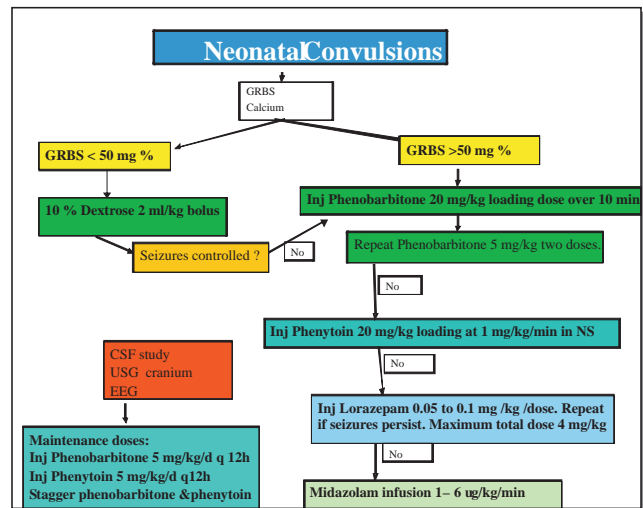 Neonatal Convulsions
GRBS
Calcium
GRBS < 50 mg %
GRBS >50 mg %
10 % Dextrose 2 ml/kg bolus
Inj Phenobarbitone 20 mg/kg loading dose over 10 min
Seizures controlled ?
No
Repeat Phenobarbitone 5 mg/kg two doses.
No
Inj Phenytoin 20 mg/kg loading at 1 mg/kg/min in NS
No
CSF study
USG cranium
EEG
Inj Lorazepam 0.05 to 0.1 mg /kg /dose. Repeat
if seizures persist. Maximum total dose 4 mg/kg
No
Maintenance doses:
Inj Phenobarbitone 5 mg/kg/d q 12h
Inj Phenytoin 5 mg/kg/d q12h
Stagger phenobarbitone &phenytoin
Midazolam infusion 1– 6 ug/kg/min